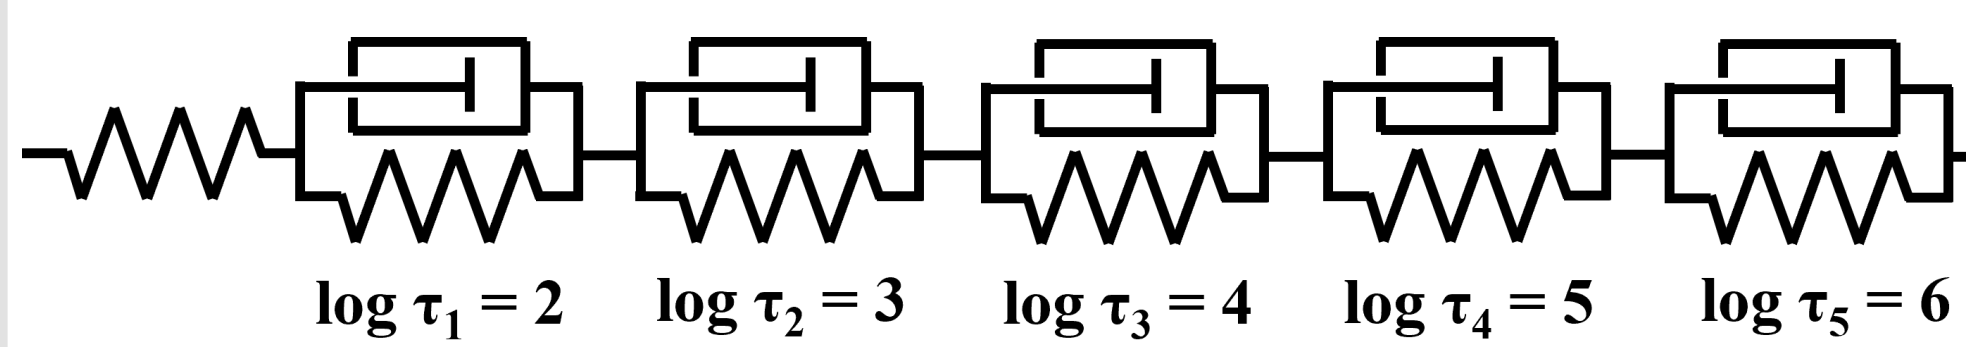 log τ₁ = 2 log τ₂ = 3 log τ₃ = 4 log τ₄ = 5 log τ₅ = 6